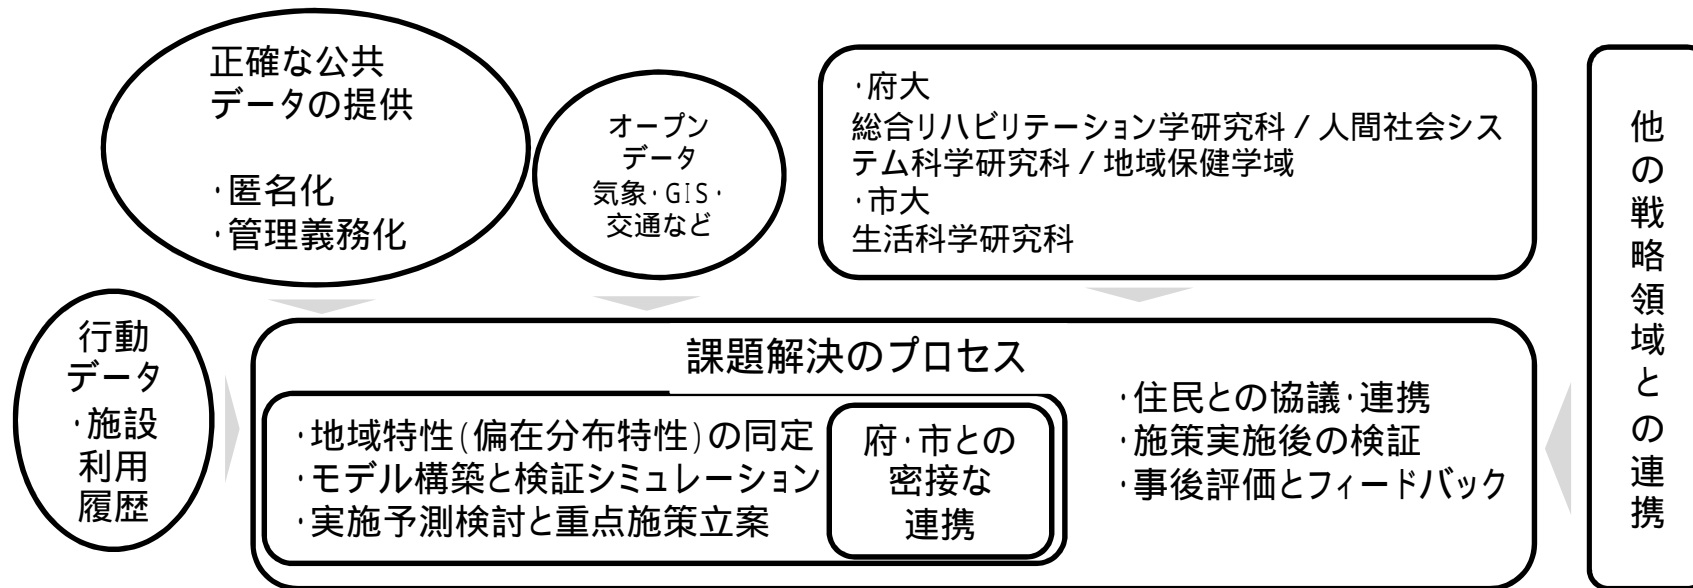 正確な公共
データの提供
･匿名化
･管理義務化
オープン
データ
気象･GIS･
交通など
･府大
総合リハビリテーション学研究科 / 人間社会シス
テム科学研究科 / 地域保健学域
･市大
生活科学研究科
他の戦略領域との連携
行動
データ
･施設
利用
履歴
課題解決のプロセス
･地域特性(偏在分布特性)の同定
･モデル構築と検証シミュレーション
･実施予測検討と重点施策立案
府･市との
密接な
連携
･住民との協議･連携
･施策実施後の検証
･事後評価とフィードバック